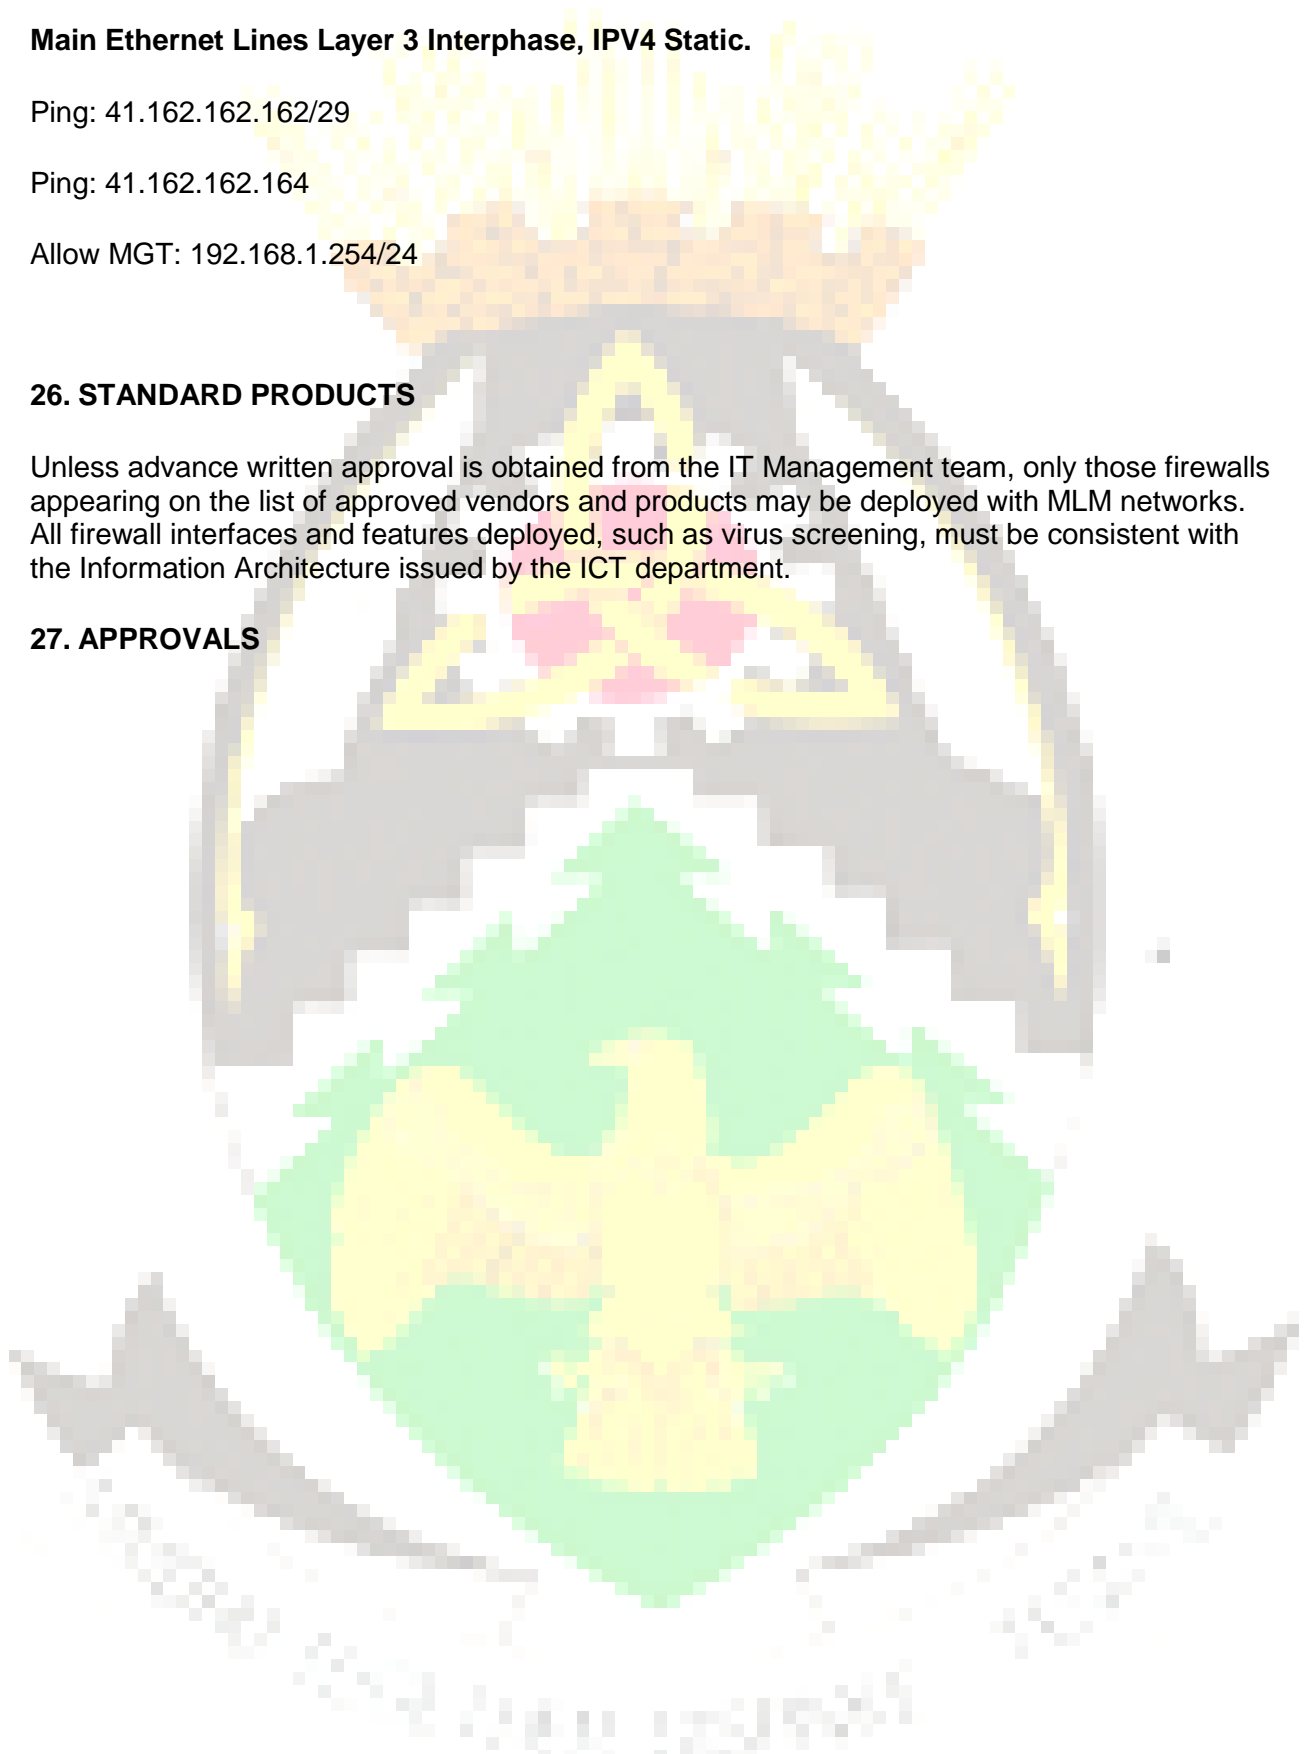 Main Ethernet Lines Layer 3 Interphase, IPV4 Static.
Ping: 41.162.162.162/29
Ping: 41.162.162.164
Allow MGT: 192.168.1.254/24
26. STANDARD PRODUCTS
Unless advance written approval is obtained from the IT Management team, only those firewalls
appearing on the list of approved vendors and products may be deployed with MLM networks.
All firewall interfaces and features deployed, such as virus screening, must be consistent with
the Information Architecture issued by the ICT department.
27. APPROVALS